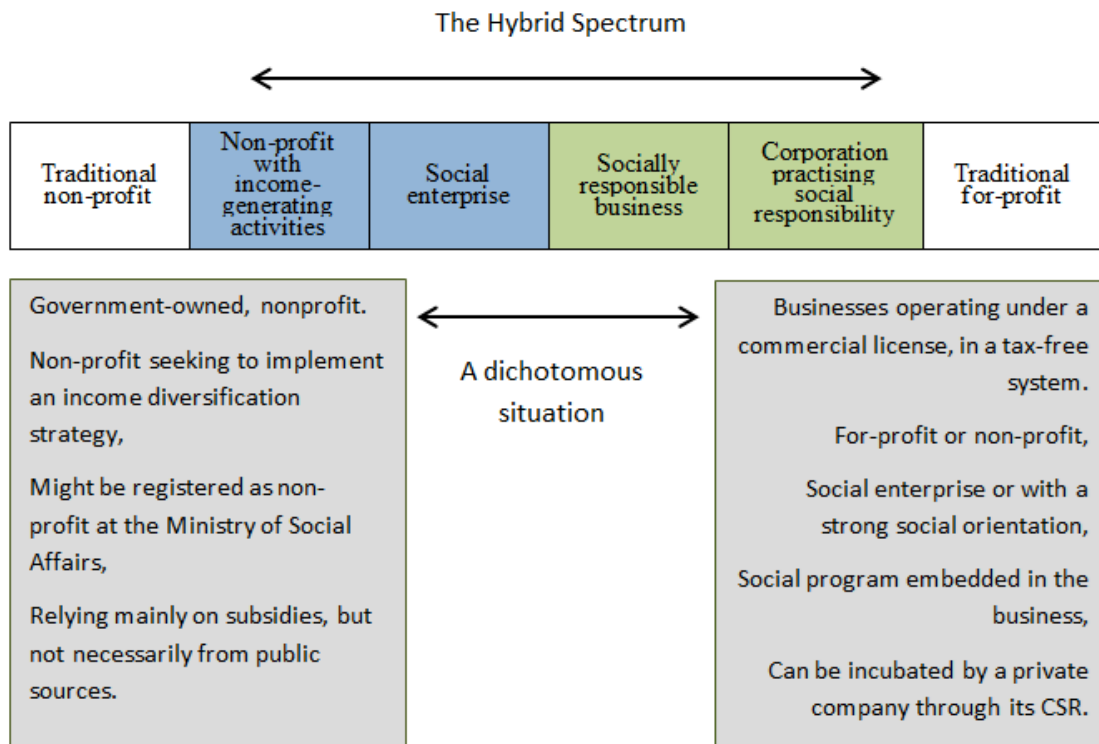 The Hybrid Spectrum
Traditional
non-profit
Non-profit
with
income-
generating
activities
Social
enterprise
Socially
responsible
business
Corporation
practising
social
responsibility
Traditional
for-profit
Government-owned, nonprofit.
Non-profit seeking to implement
an income diversification
strategy,
Might be registered as non-
profit at the Ministry of Social
Affairs,
Relying mainly on subsidies, but
not necessarily from public
sources.
A dichotomous
situation
Businesses operating under a
commercial license, in a tax-free
system.
For-profit or non-profit,
Social enterprise or with a
strong social orientation,
Social program embedded in the
business,
Can be incubated by a private
company through its CSR.